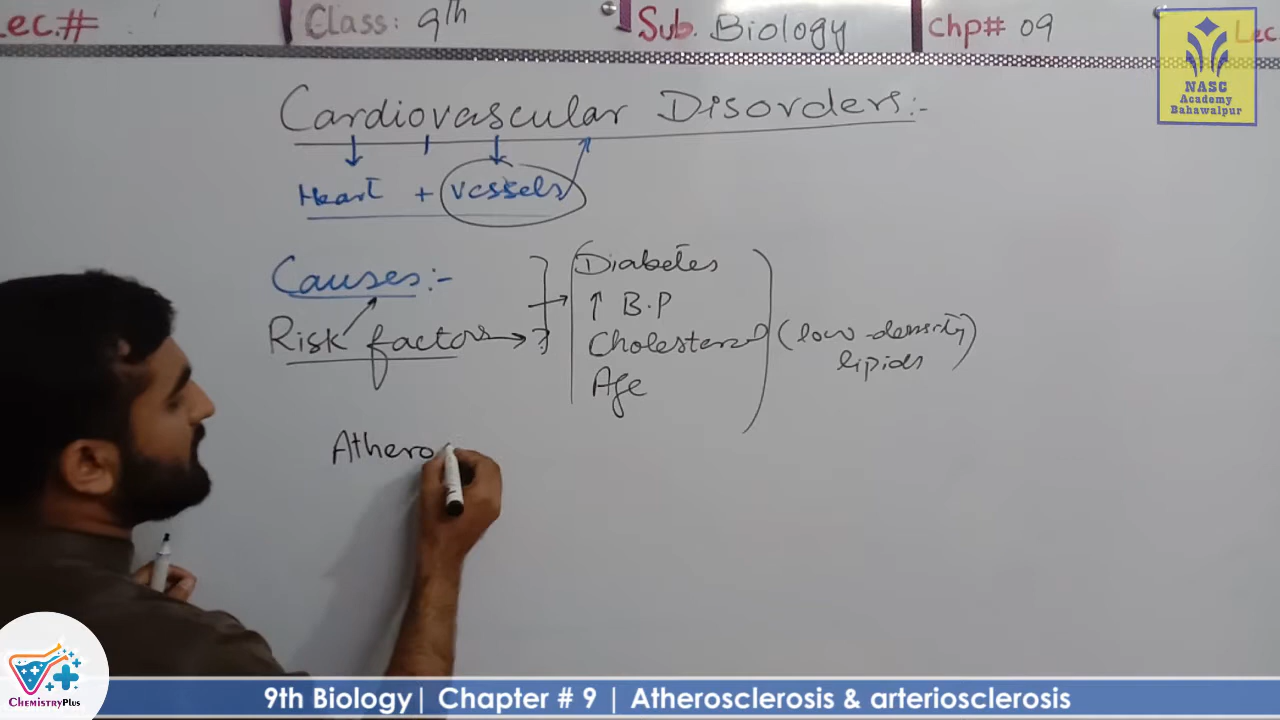 Lec.# Class: 9th Sub. Biology Chp# 09 Lec
NASC
Academy
Bahawalpur
Cardiovascular Disorders:-
Heart + vessels
Causes:-
Risk factors
Diabetes
↑ B.P
Cholesterol (low density
lipids)
Age
Athero
ChemistryPlus
9th Biology| Chapter # 9 | Atherosclerosis & arteriosclerosis